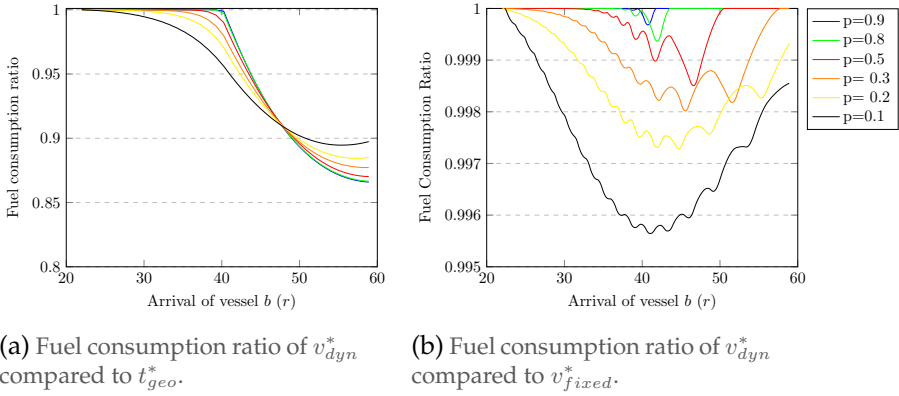 Fuel consumption ratio
1
0.95
0.9
0.85
0.8
20
30
40
50
60
Arrival of vessel b (r)
Fuel Consumption Ratio
1
0.999
0.998
0.997
0.996
0.995
20
30
40
50
60
Arrival of vessel b (r)
p=0.9
p=0.8
p=0.5
p= 0.3
p= 0.2
p=0.1
(a) Fuel consumption ratio of v*dyn
compared to t*geo.
(b) Fuel consumption ratio of v*dyn
compared to v*fixed.